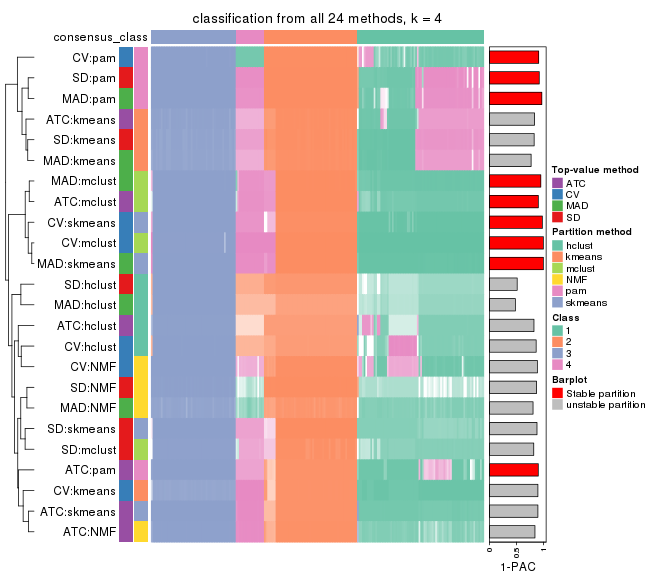 classification from all 24 methods, k = 4
consensus_class
CV:pam
SD:pam
MAD:pam
ATC:kmeans
SD:kmeans
MAD:kmeans
MAD:mclust
ATC:mclust
CV:skmeans
CV:mclust
MAD:skmeans
SD:hclust
MAD:hclust
ATC:hclust
CV:hclust
CV:NMF
SD:NMF
MAD:NMF
SD:skmeans
SD:mclust
ATC:pam
CV:kmeans
ATC:skmeans
ATC:NMF
0
0.5
1
1-PAC
Top-value method
ATC
CV
MAD
SD
Partition method
hclust
kmeans
mclust
NMF
pam
skmeans
Class
1
2
3
4
Barplot
Stable partition
unstable partition